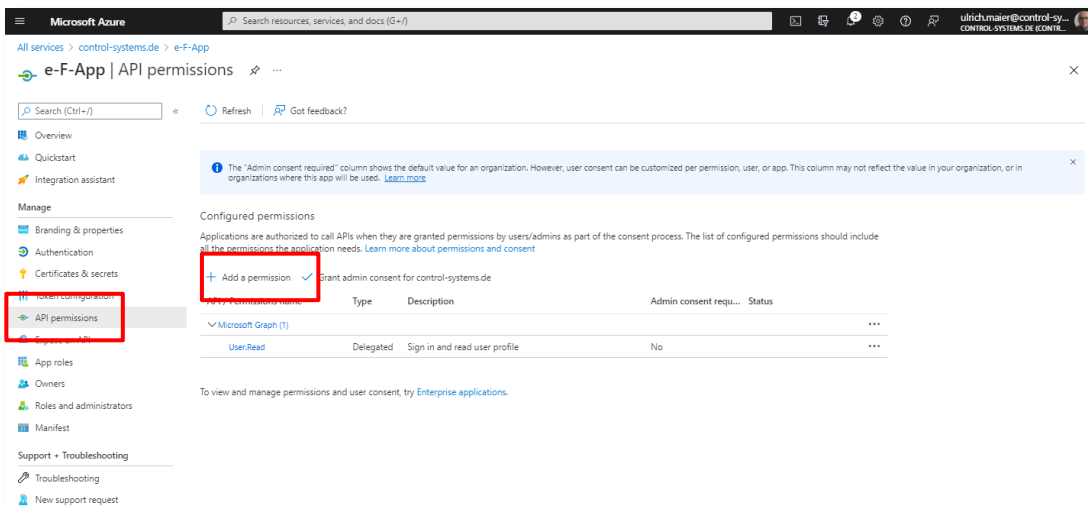 Microsoft Azure
Search resources, services, and docs (G+/)
2
ulrich.maier@control-sy...
CONTROL-SYSTEMS.DE (CONTR...
All services > control-systems.de > e-F-App
e-F-App | API permissions
Search (Ctrl+/)
Refresh
Got feedback?
Overview
Quickstart
Integration assistant
Manage
Branding & properties
Authentication
Certificates & secrets
Token configuration
API permissions
Expose an API
App roles
Owners
Roles and administrators
Manifest
Support + Troubleshooting
Troubleshooting
New support request
The "Admin consent required" column shows the default value for an organization. However, user consent can be customized per permission, user, or app. This column may not reflect the value in your organization, or in
organizations where this app will be used. Learn more
Configured permissions
Applications are authorized to call APIs when they are granted permissions by users/admins as part of the consent process. The list of configured permissions should include
all the permissions the application needs. Learn more about permissions and consent
Add a permission
Grant admin consent for control-systems.de
API / Permissions name Type Description Admin consent requ... Status
Microsoft Graph (1)
User.Read Delegated Sign in and read user profile No
To view and manage permissions and user consent, try Enterprise applications.